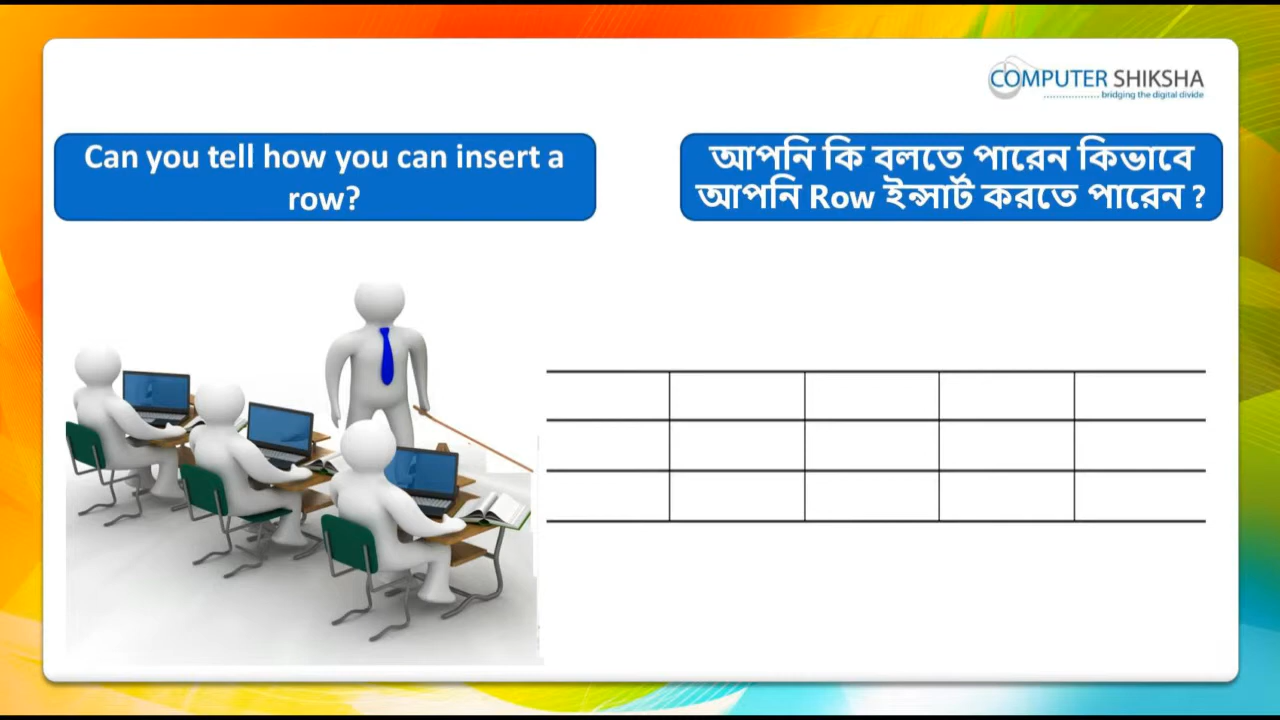 COMPUTER SHIKSHA
bridging the digital divide
Can you tell how you can insert a
row?
আপনি কি বলতে পারেন কিভাবে
আপনি Row ইন্সার্ট করতে পারেন ?